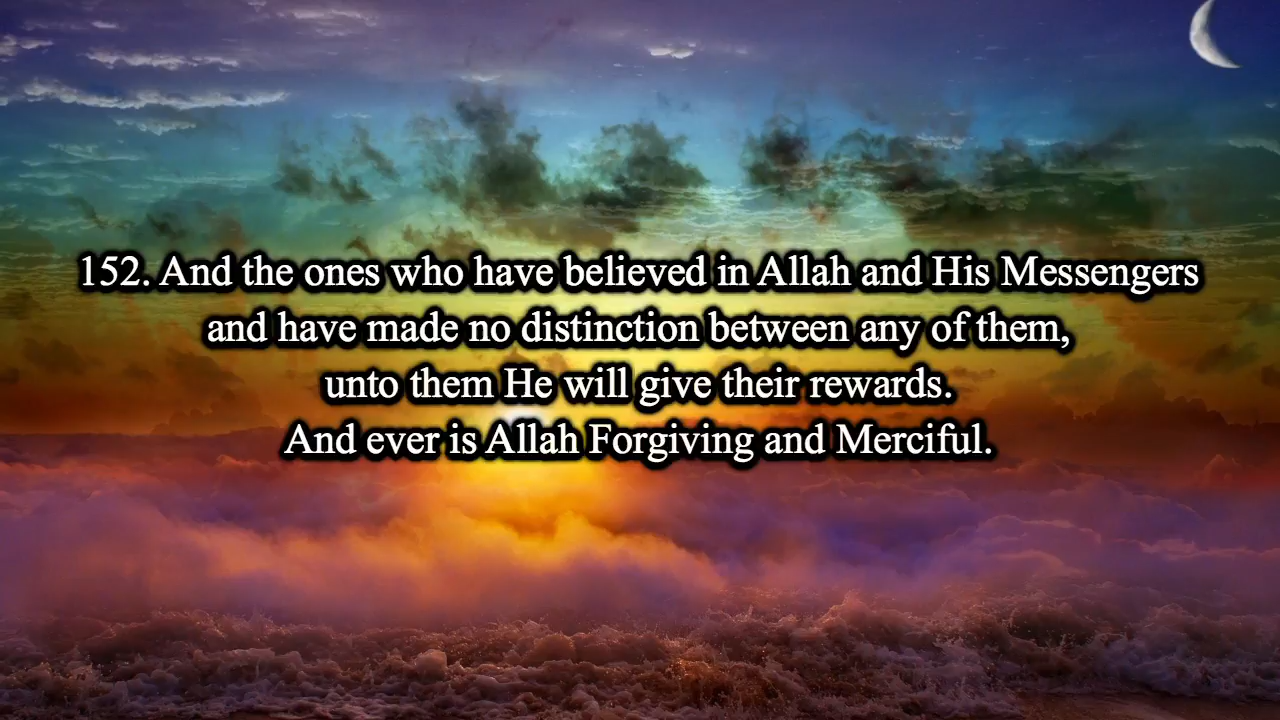 152. And the ones who have believed in Allah and His Messengers
and have made no distinction between any of them,
unto them He will give their rewards.
And ever is Allah Forgiving and Merciful.